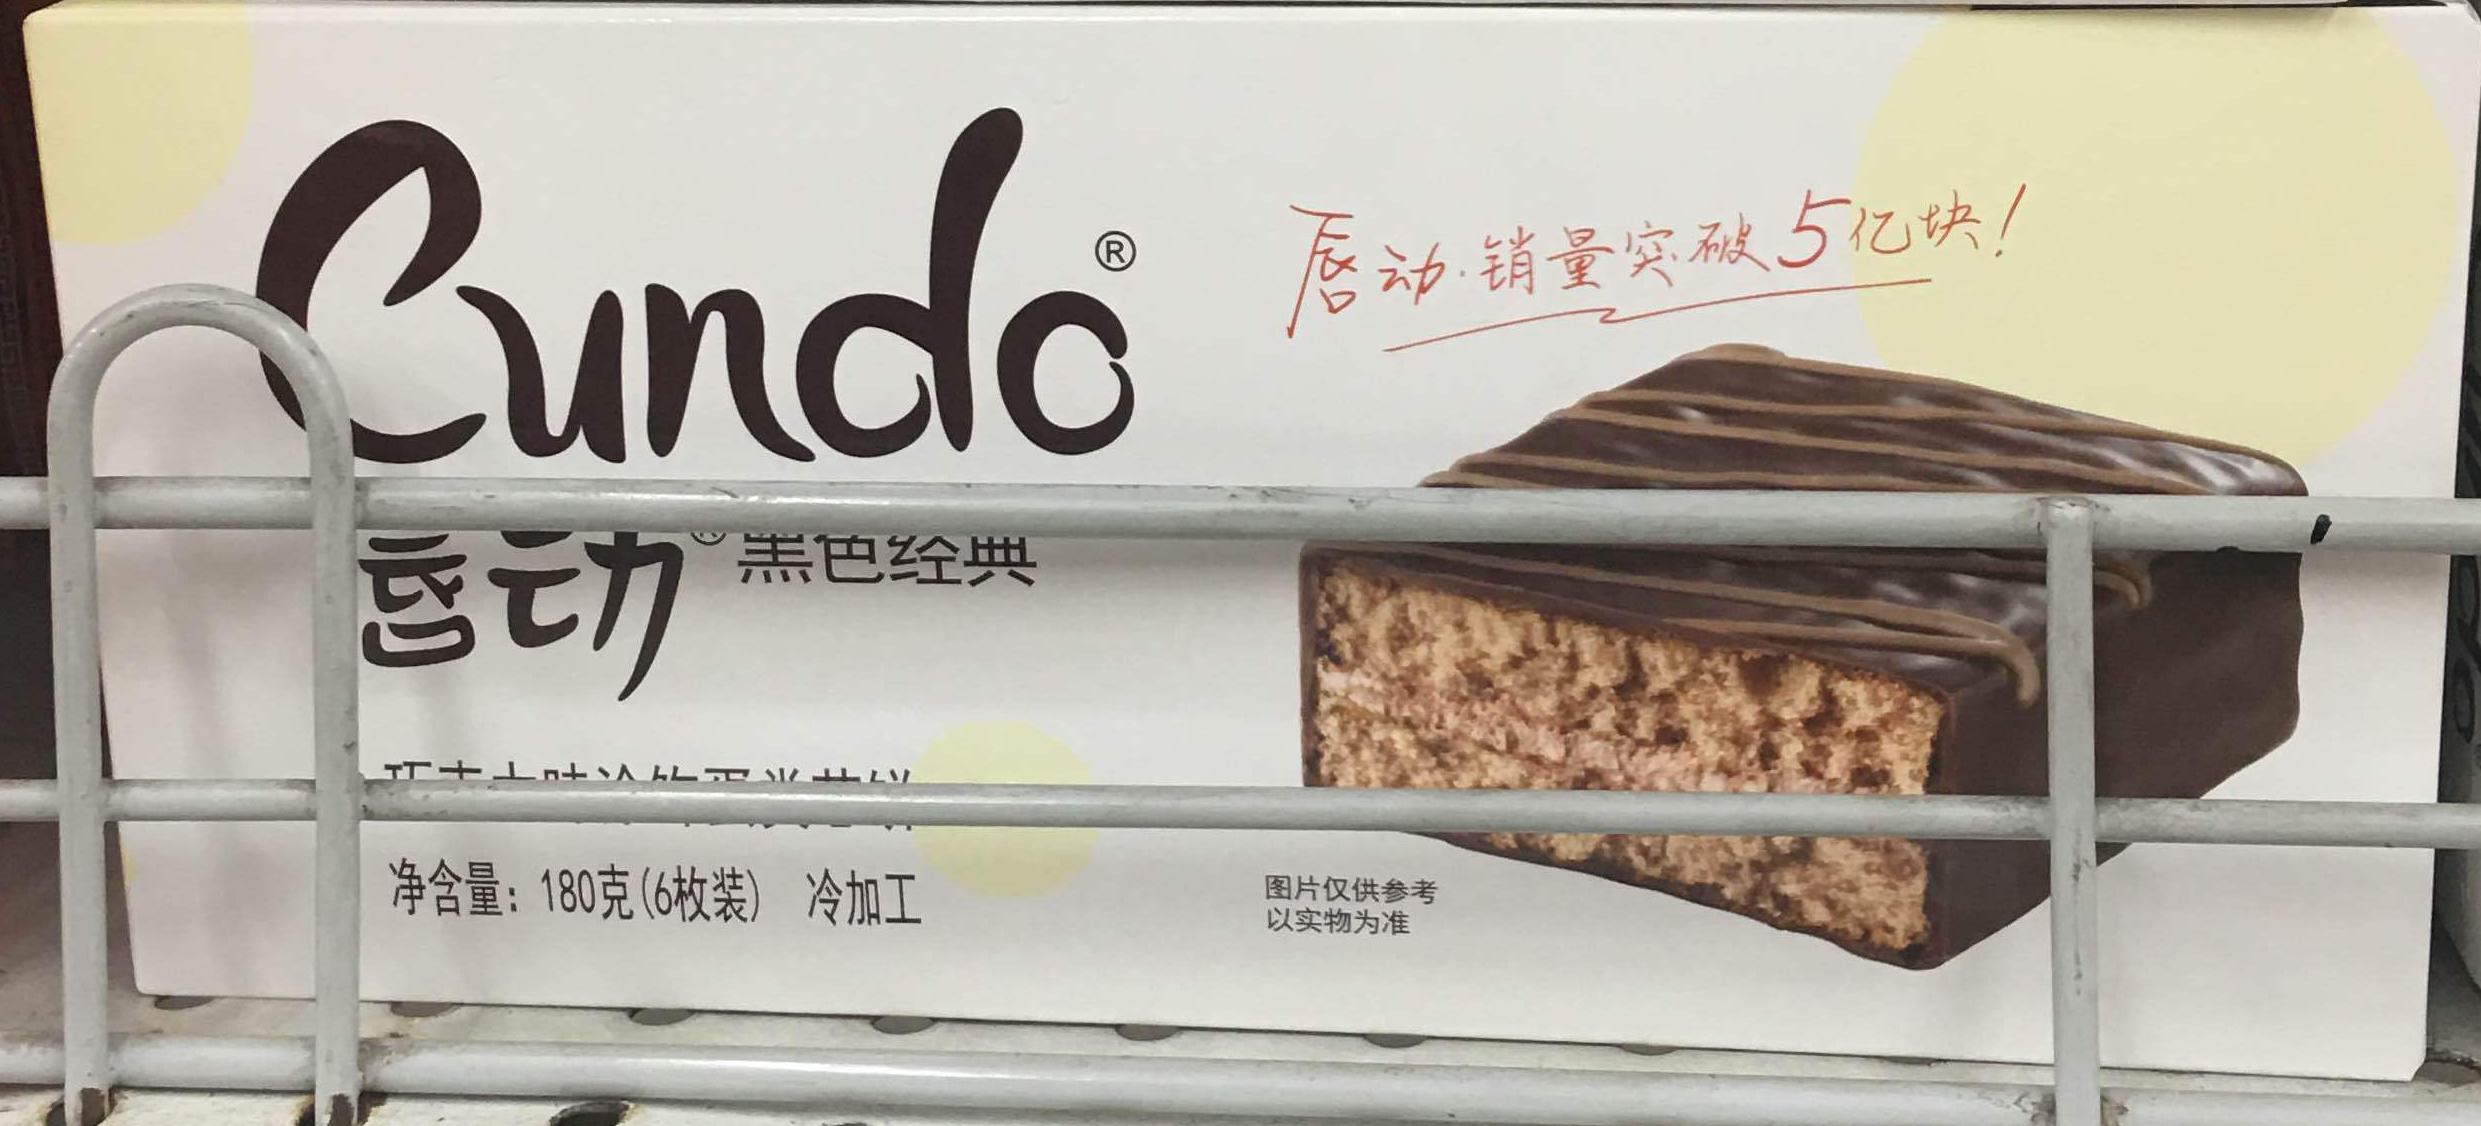 Cundo®
唇动·销量突破5亿块!
唇动® 黑色经典
净含量：180克(6枚装) 冷加工
图片仅供参考
以实物为准